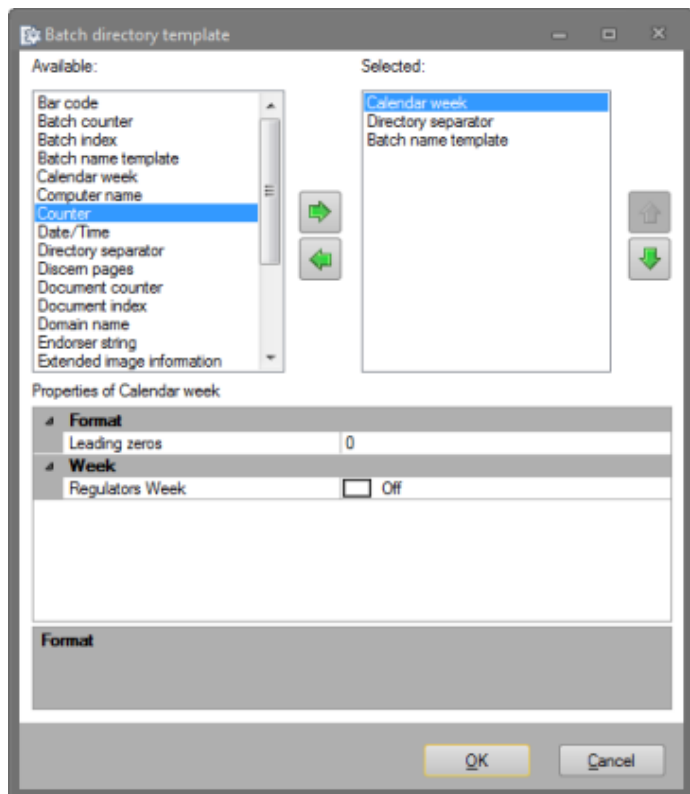 Batch directory template
Available:
Selected:
Bar code
Batch counter
Batch index
Batch name template
Calendar week
Computer name
Counter
Date/Time
Directory separator
Discern pages
Document counter
Document index
Domain name
Endorser string
Extended image information
Calendar week
Directory separator
Batch name template
Properties of Calendar week
Format
Leading zeros 0
Week
Regulators Week Off
Format
OK Cancel